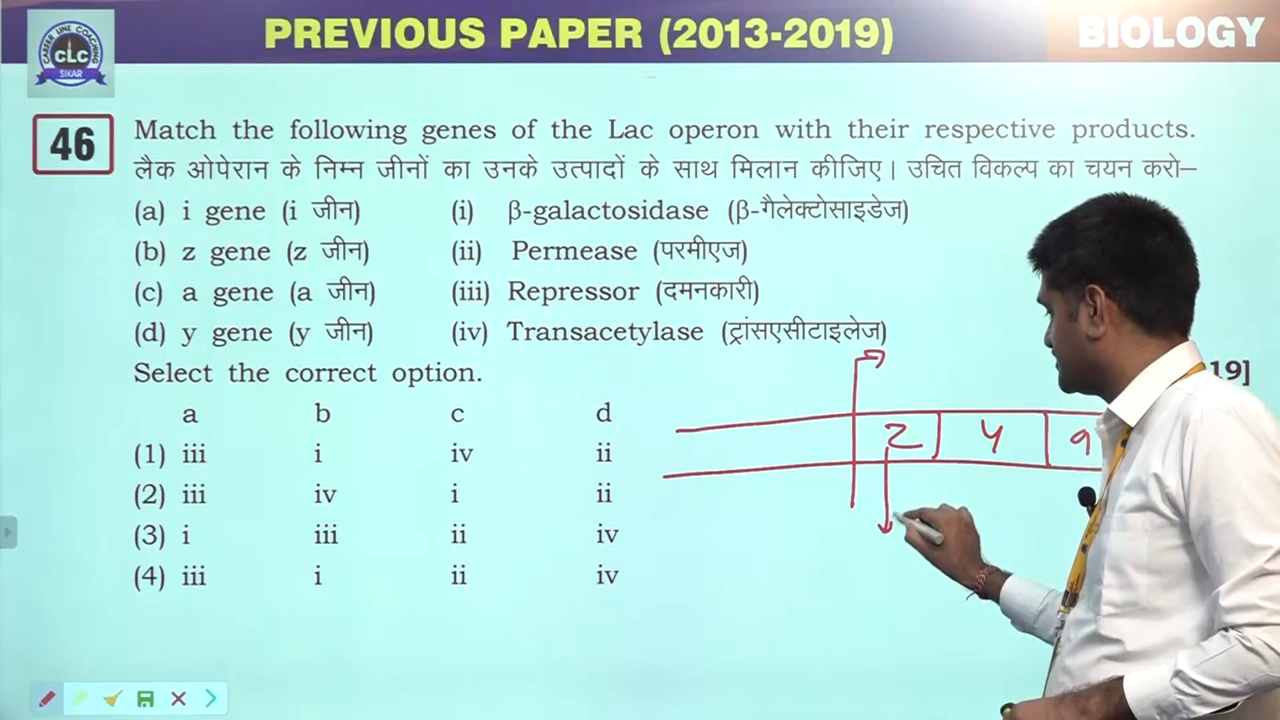 CAREER LINE COACHING
CLC
SIKAR
PREVIOUS PAPER (2013-2019)
BIOLOGY
46
Match the following genes of the Lac operon with their respective products.
लैक ओपेरान के निम्न जीनों का उनके उत्पादों के साथ मिलान कीजिए। उचित विकल्प का चयन करो–
(a) i gene (i जीन) (i) β-galactosidase (β-गैलेक्टोसाइडेज)
(b) z gene (z जीन) (ii) Permease (परमीएज)
(c) a gene (a जीन) (iii) Repressor (दमनकारी)
(d) y gene (y जीन) (iv) Transacetylase (ट्रांसएसीटाइलेज)
Select the correct option. 19]
a b c d
(1) iii i iv ii
(2) iii iv i ii
(3) i iii ii iv
(4) iii i ii iv
z y a